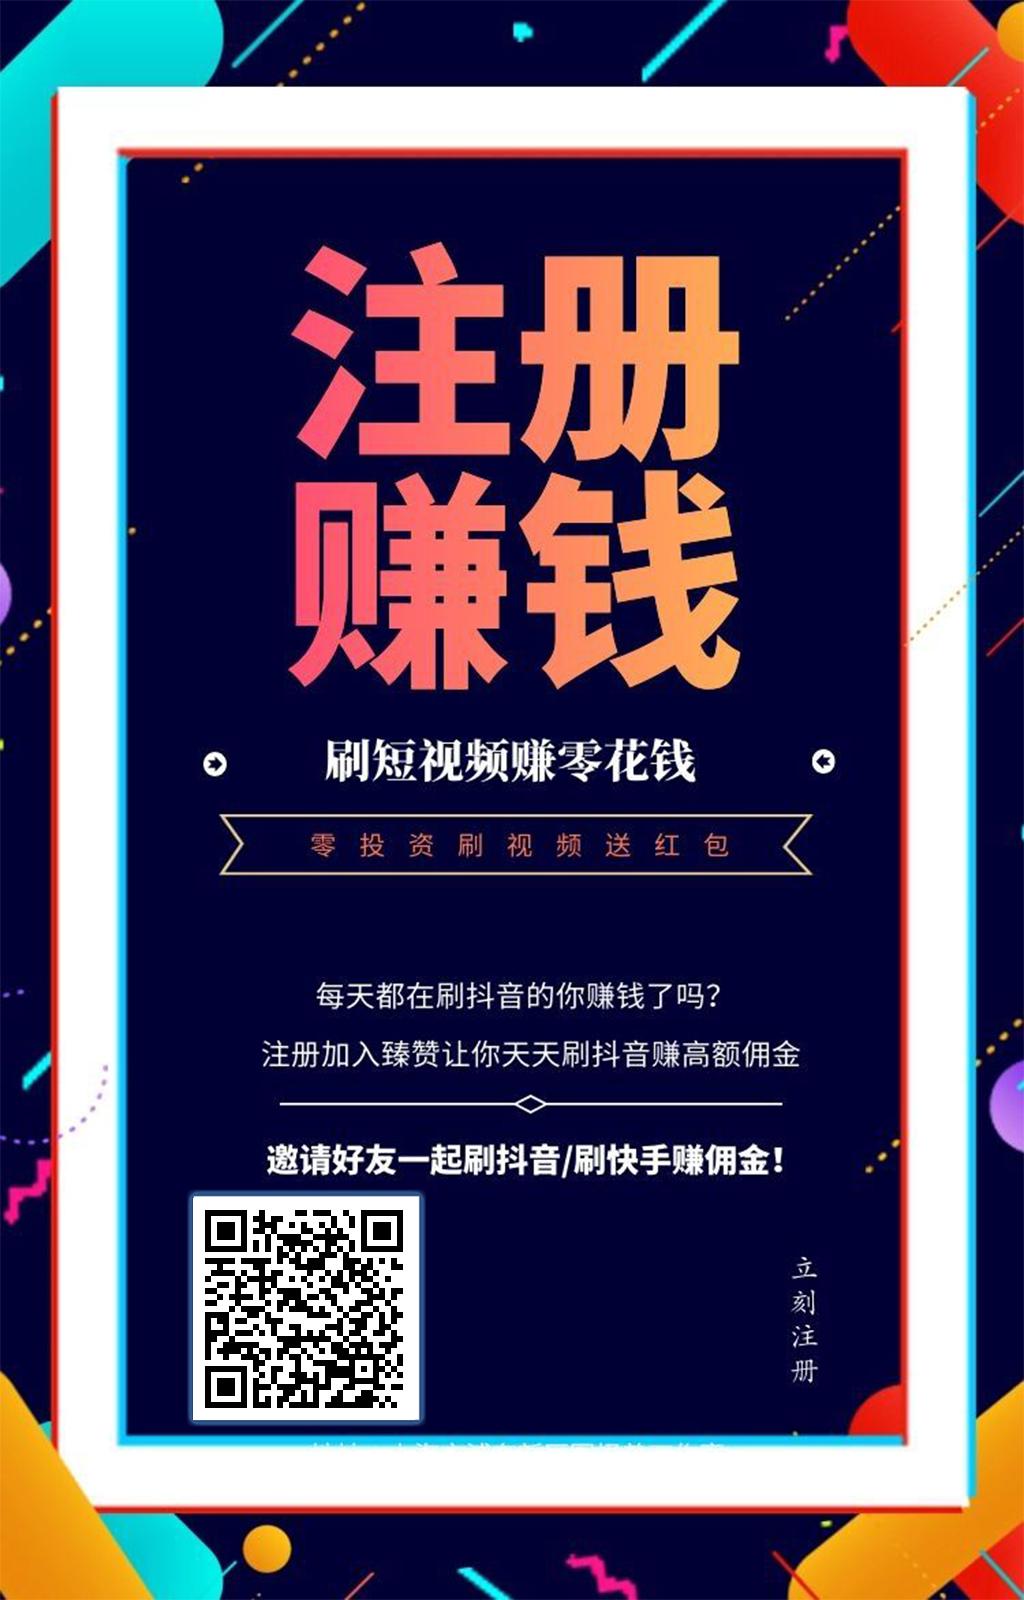 注册
赚钱
刷短视频赚零花钱
零投资刷视频送红包
每天都在刷抖音的你赚钱了吗？
注册加入臻赞让你天天刷抖音赚高额佣金
邀请好友一起刷抖音/刷快手赚佣金！
立刻注册